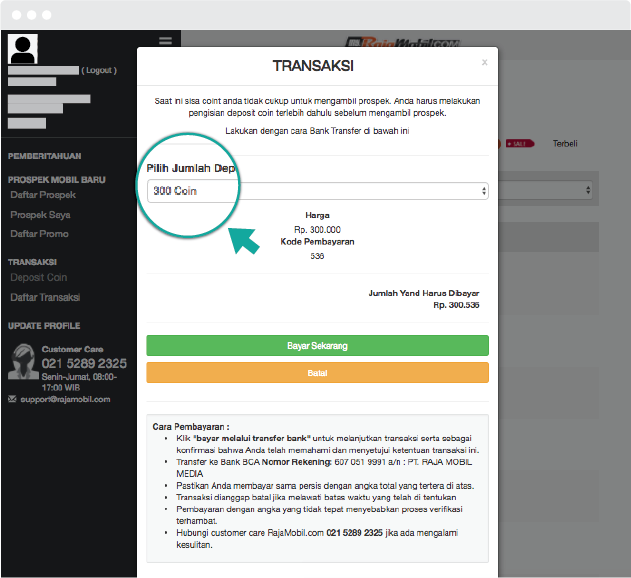 RajaMobil.COM
( Logout )
PEMBERITAHUAN
PROSPEK MOBIL BARU
Daftar Prospek
Prospek Saya
Daftar Promo
TRANSAKSI
Deposit Coin
Daftar Transaksi
UPDATE PROFILE
Customer Care
021 5289 2325
Senin-Jumat, 08:00-
17:00 WIB
support@rajamobil.com
SALE
Terbeli
TRANSAKSI
x
Saat ini sisa coint anda tidak cukup untuk mengambil prospek. Anda harus melakukan
pengisian deposit coin terlebih dahulu sebelum mengambil prospek.
Lakukan dengan cara Bank Transfer di bawah ini
Pilih Jumlah Dep
300 Coin
Harga
Rp. 300.000
Kode Pembayaran
536
Jumlah Yand Harus Dibayar
Rp. 300.536
Bayar Sekarang
Batal
Cara Pembayaran :
• Klik "bayar melalui transfer bank" untuk melanjutkan transaksi serta sebagai
konfirmasi bahwa Anda telah memahami dan menyetujui ketentuan transaksi ini.
• Transfer ke Bank BCA Nomor Rekening: 607 051 9991 a/n : PT. RAJA MOBIL
MEDIA
• Pastikan Anda membayar sama persis dengan angka total yang tertera di atas.
• Transaksi dianggap batal jika melawati batas waktu yang telah di tentukan
• Pembayaran dengan angka yang tidak tepat menyebabkan proses verifikasi
terhambat.
• Hubungi customer care RajaMobil.com 021 5289 2325 jika ada mengalami
kesulitan.